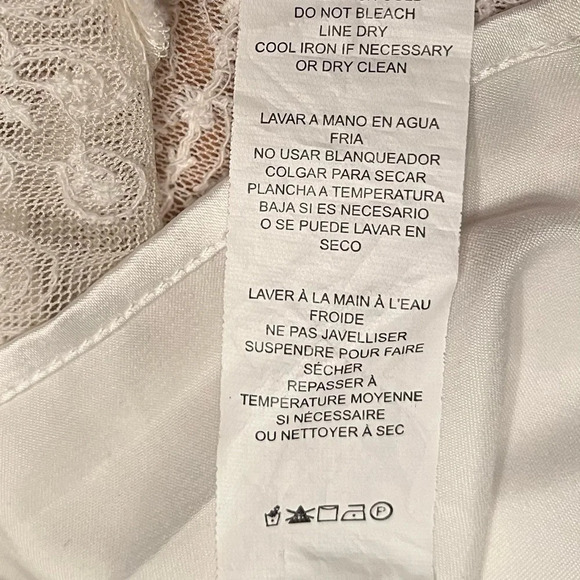 DO NOT BLEACH
LINE DRY
COOL IRON IF NECESSARY
OR DRY CLEAN
LAVAR A MANO EN AGUA
FRIA
NO USAR BLANQUEADOR
COLGAR PARA SECAR
PLANCHA A TEMPERATURA
BAJA SI ES NECESARIO
O SE PUEDE LAVAR EN
SECO
LAVER À LA MAIN À L'EAU
FROIDE
NE PAS JAVELLISER
SUSPENDRE POUR FAIRE
SÉCHER
REPASSER À
TEMPERATURE MOYENNE
SI NÉCESSAIRE
OU NETTOYER À SEC
P